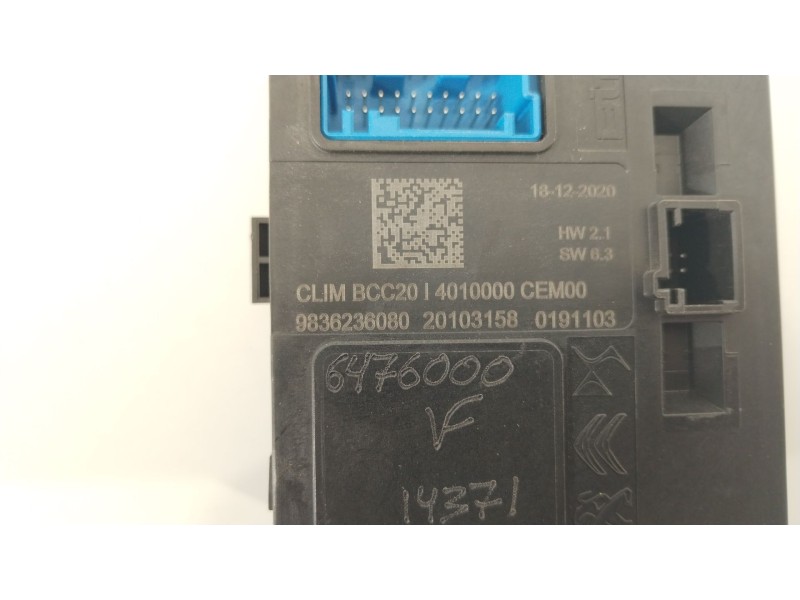 18-12-2020
HW 2.1
SW 6.3
CLIM BCC20 I 4010000 CEM00
9836236080 20103158 0191103
6476000
V
14371